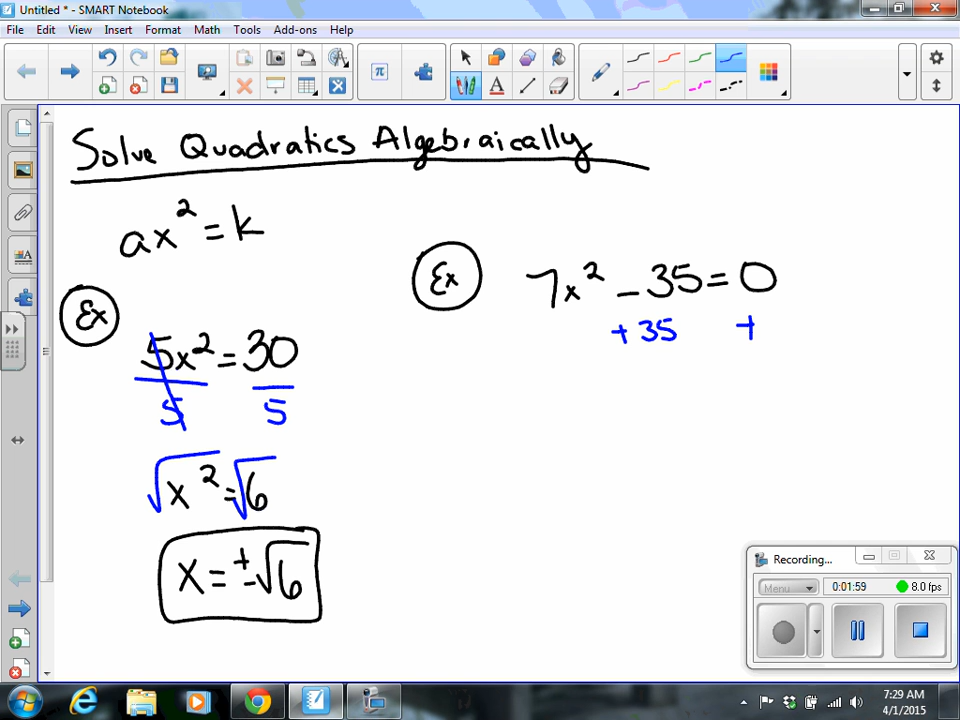 Untitled * - SMART Notebook
File Edit View Insert Format Math Tools Add-ons Help
Solve Quadratics Algebraically
ax² = k
Ex
5x² = 30
5 5
√x² = √6
x = ±√6
Ex
7x² - 35 = 0
+35 +
Recording...
Menu 0:01:59 8.0 fps
7:29 AM
4/1/2015